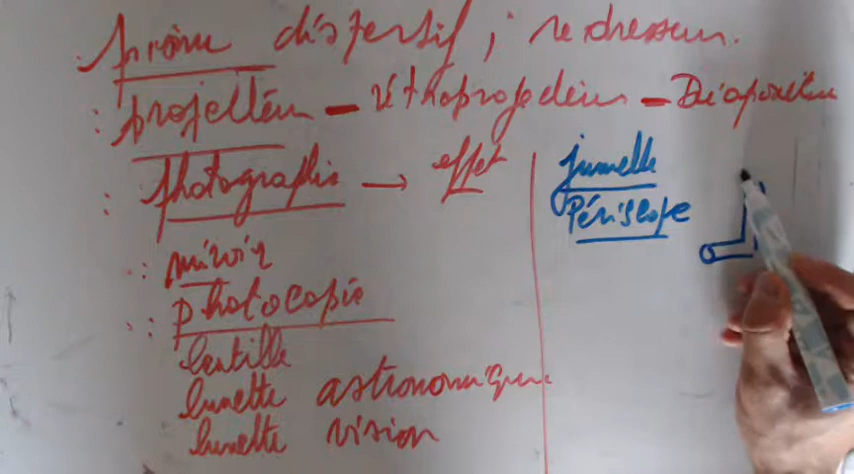 : prisme dispersif ; redresseur.
: projecteur - rétroprojecteur - Diapositive
: photographie → effet
: miroir
: photocopie
lentille
lunette astronomique
lunette vision
jumelle
Périscope